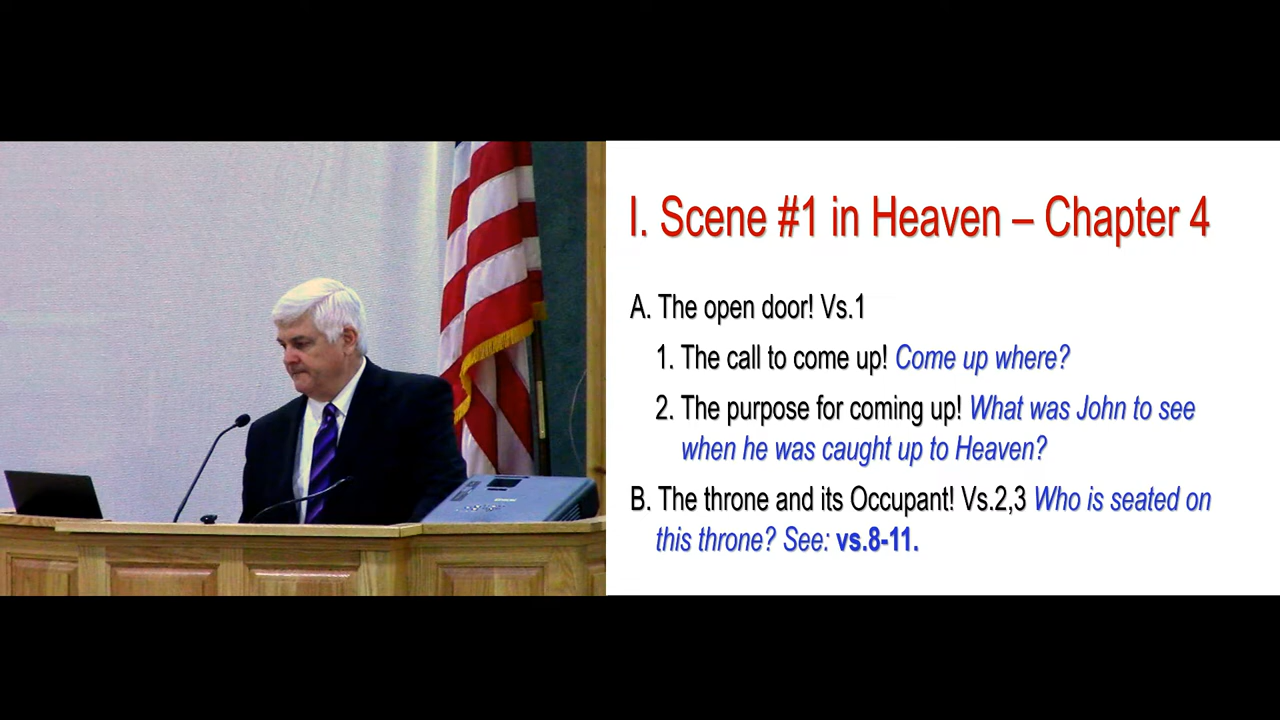 I. Scene #1 in Heaven – Chapter 4
A. The open door! Vs.1
1. The call to come up! Come up where?
2. The purpose for coming up! What was John to see
when he was caught up to Heaven?
B. The throne and its Occupant! Vs.2,3 Who is seated on
this throne? See: vs.8-11.